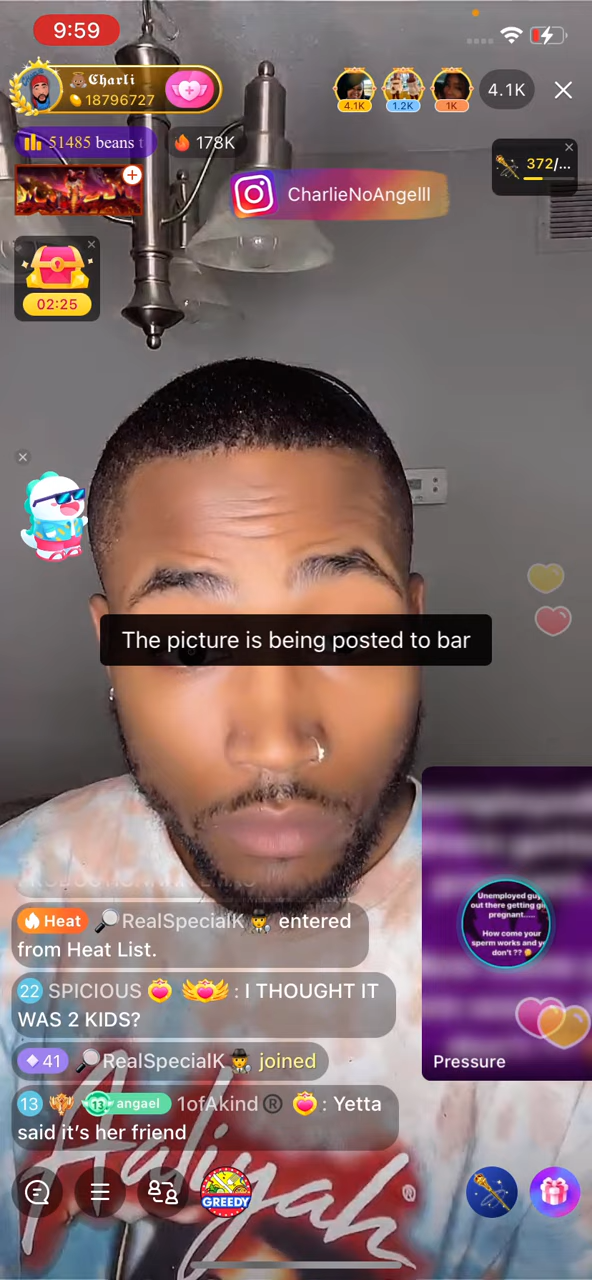 9:59
𝕮𝖍𝖆𝖗𝖑𝖎
18796727
4.1K
1.2K
1K
4.1K
51485 beans t
178K
372/...
CharlieNoAngelll
02:25
The picture is being posted to bar
Unemployed guy
out there getting gi
pregnant.....
How come your
sperm works and yo
don't ??
Pressure
Heat RealSpecialK entered
from Heat List.
22 SPICIOUS : I THOUGHT IT
WAS 2 KIDS?
41 RealSpecialK joined
13 13 angael 1ofAkind ® : Yetta
said it’s her friend
Aaliyah®
GREEDY